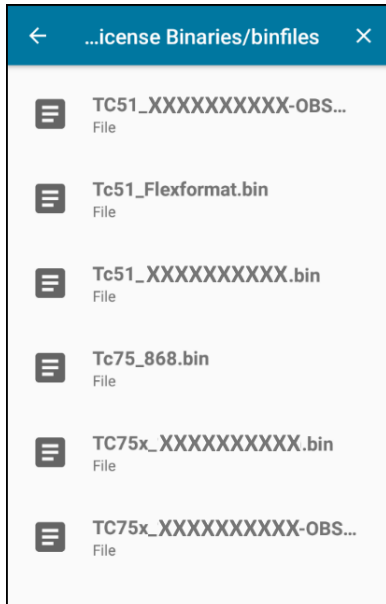 ...icense Binaries/binfiles
TC51_XXXXXXXXXX-OBS...
File
Tc51_Flexformat.bin
File
Tc51_XXXXXXXXXX.bin
File
Tc75_868.bin
File
TC75x_XXXXXXXXXX.bin
File
TC75x_XXXXXXXXXX-OBS...
File